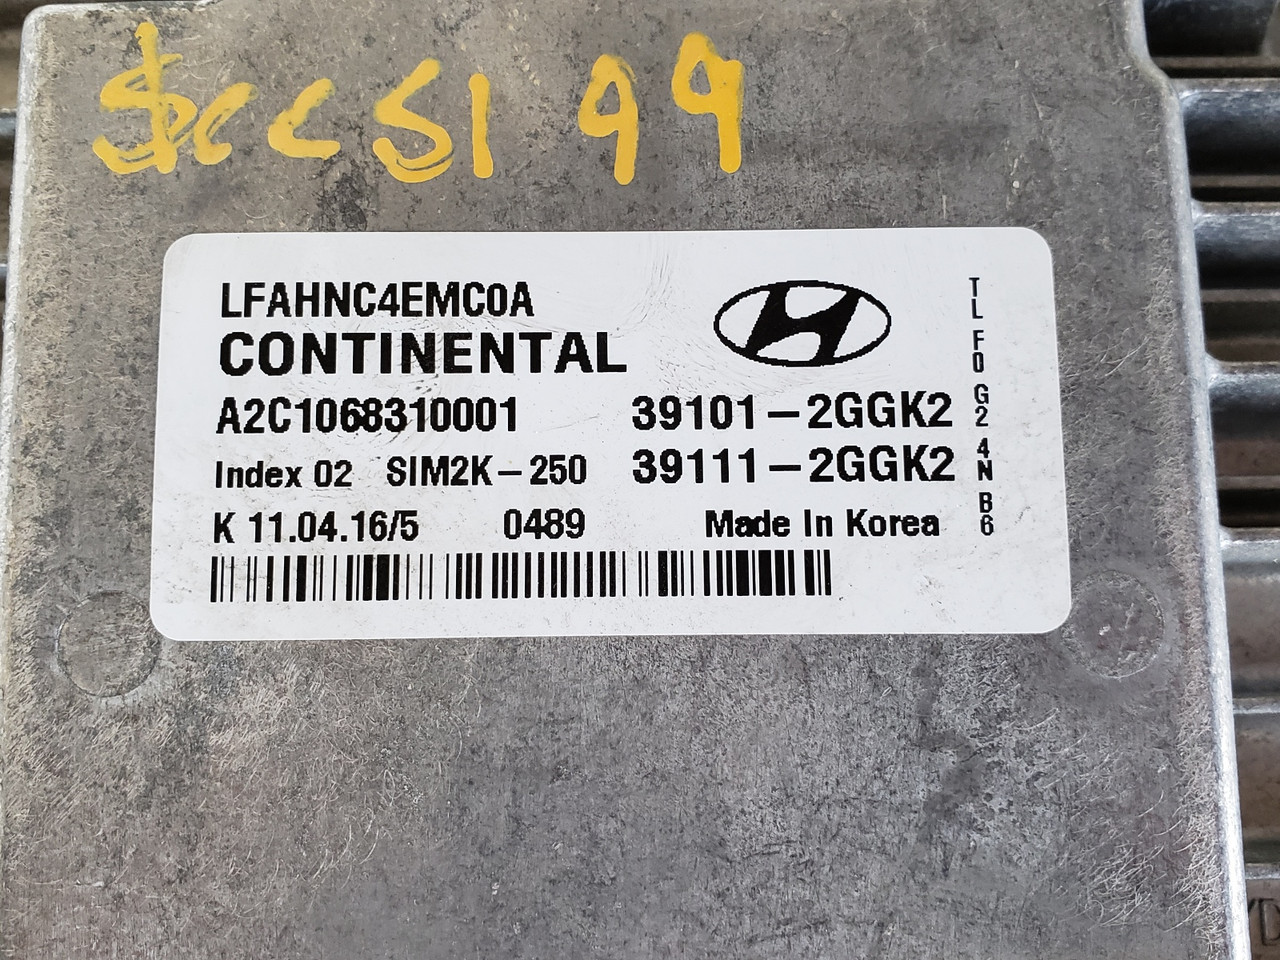 LFAHNC4EMC0A
CONTINENTAL
A2C1068310001 39101-2GGK2
Index 02 SIM2K-250 39111-2GGK2
K 11.04.16/5 0489 Made In Korea
TL F0 G2 4N B6